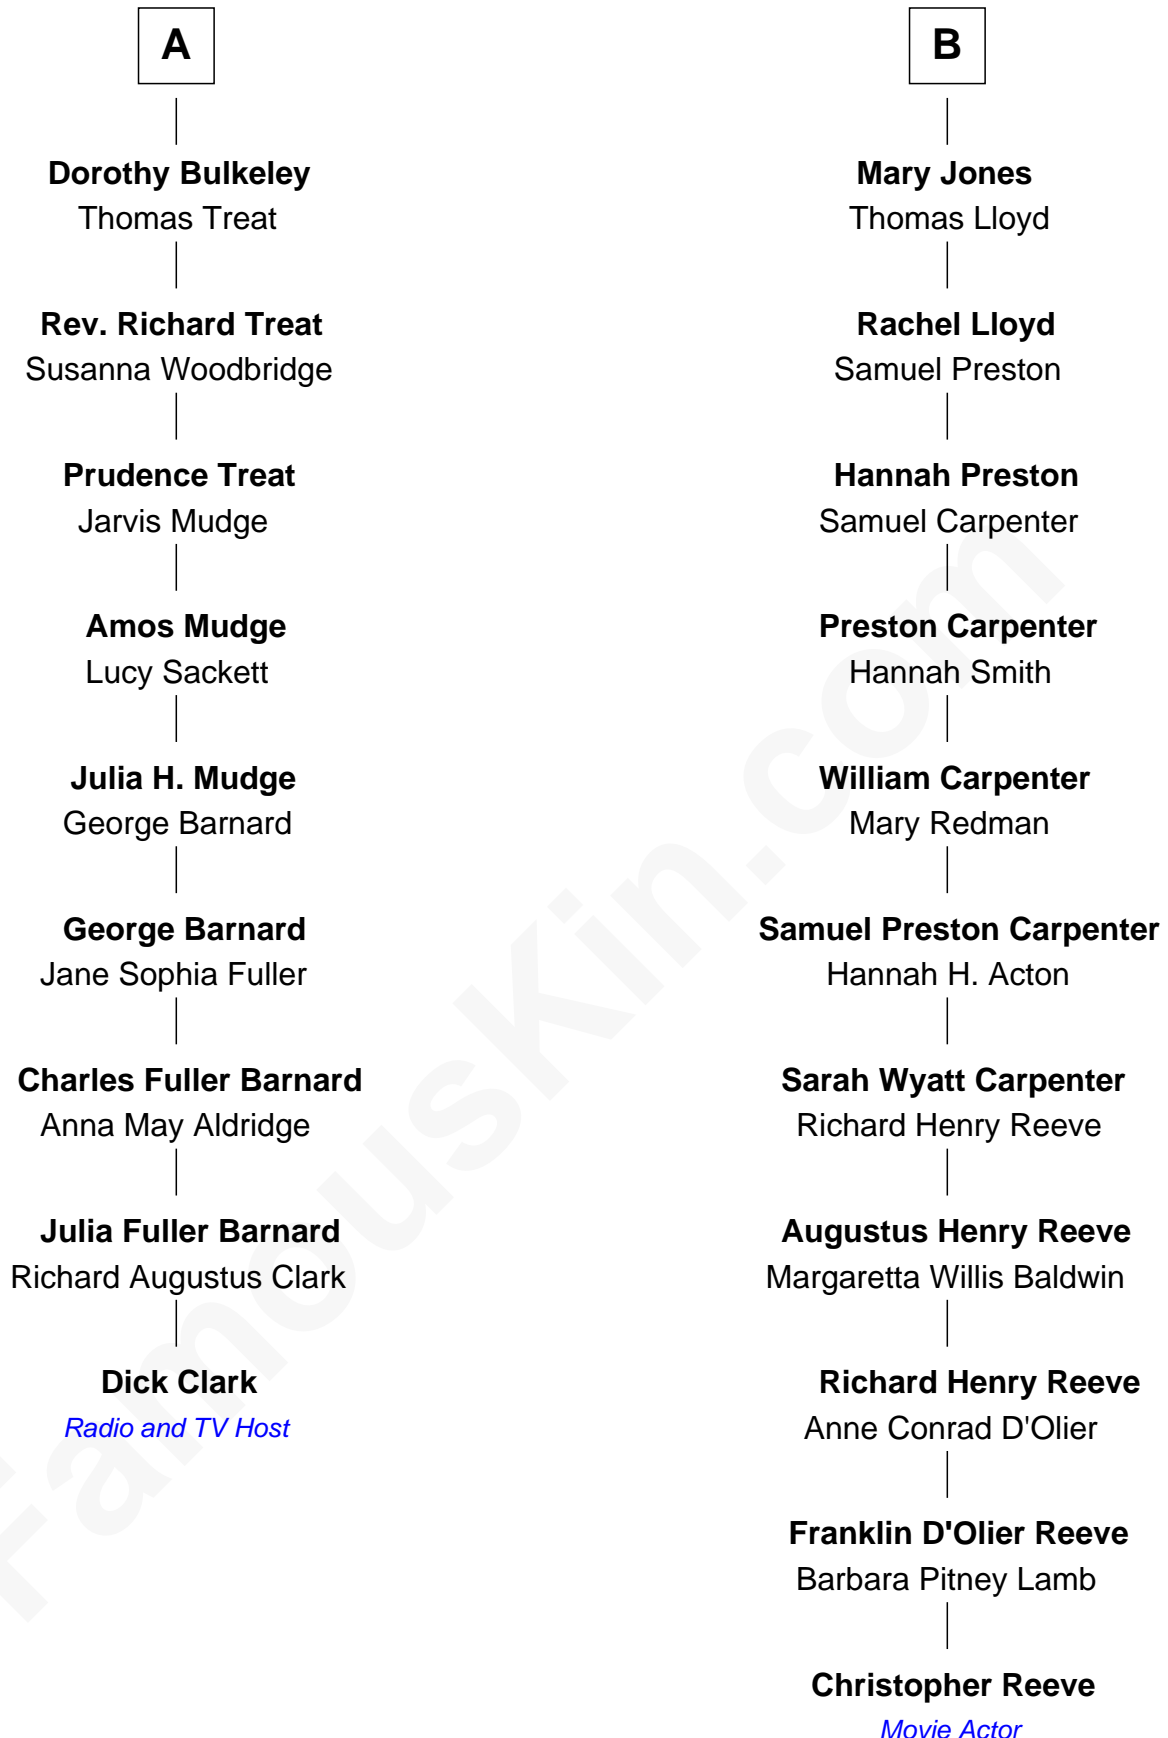 A
Dorothy Bulkeley
Thomas Treat
Rev. Richard Treat
Susanna Woodbridge
Prudence Treat
Jarvis Mudge
Amos Mudge
Lucy Sackett
Julia H. Mudge
George Barnard
George Barnard
Jane Sophia Fuller
Charles Fuller Barnard
Anna May Aldridge
Julia Fuller Barnard
Richard Augustus Clark
Dick Clark
Radio and TV Host
B
Mary Jones
Thomas Lloyd
Rachel Lloyd
Samuel Preston
Hannah Preston
Samuel Carpenter
Preston Carpenter
Hannah Smith
William Carpenter
Mary Redman
Samuel Preston Carpenter
Hannah H. Acton
Sarah Wyatt Carpenter
Richard Henry Reeve
Augustus Henry Reeve
Margaretta Willis Baldwin
Richard Henry Reeve
Anne Conrad D'Olier
Franklin D'Olier Reeve
Barbara Pitney Lamb
Christopher Reeve
Movie Actor
FamousKin.com